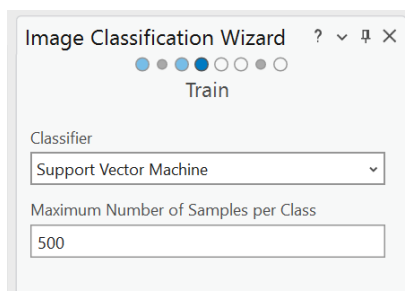 Image Classification Wizard ?
Train
Classifier
Support Vector Machine
Maximum Number of Samples per Class
500